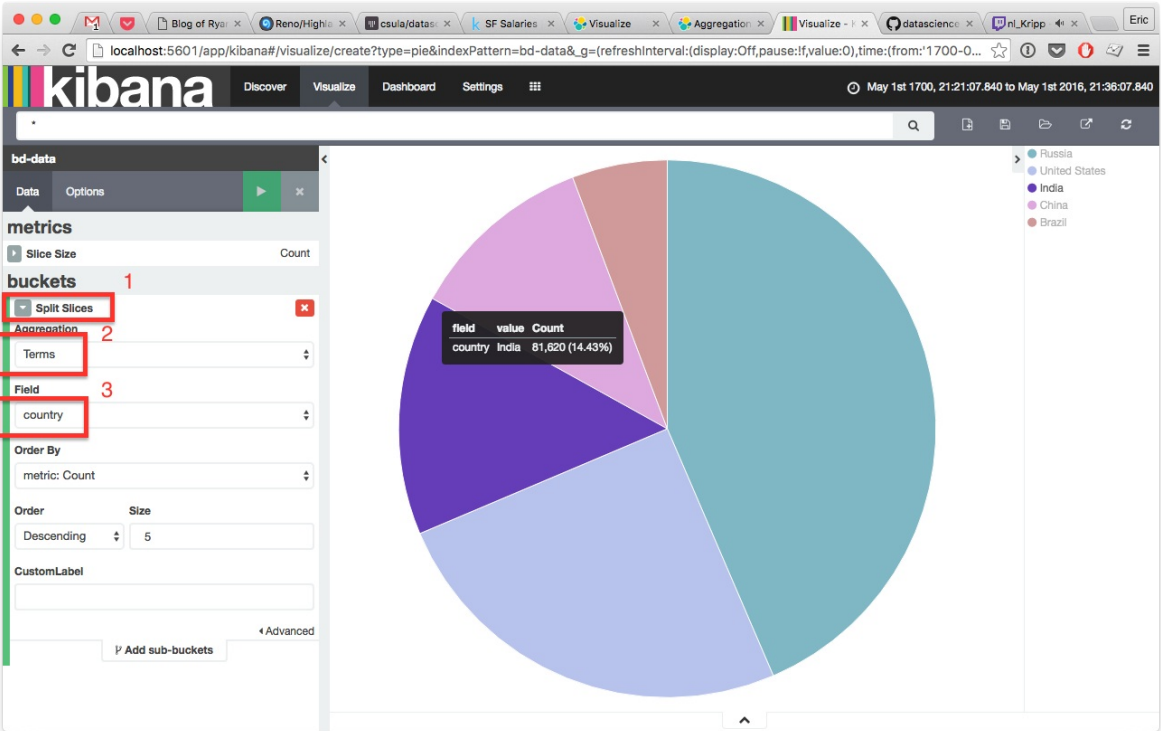 Blog of Ryan
Reno/Highla
csula/datasc
SF Salaries
Visualize
Aggregation
Visualize - K
datascience
nl_Kripp
Eric
localhost:5601/app/kibana#/visualize/create?type=pie&indexPattern=bd-data&_g=(refreshInterval:(display:Off,pause:!f,value:0),time:(from:'1700-0...
kibana
Discover Visualize Dashboard Settings
May 1st 1700, 21:21:07.840 to May 1st 2016, 21:36:07.840
*
bd-data
Data Options
metrics
Slice Size Count
buckets 1
Split Slices
Aggregation 2
Terms
Field 3
country
Order By
metric: Count
Order Size
Descending 5
CustomLabel
Advanced
Add sub-buckets
field value Count
country India 81,620 (14.43%)
Russia
United States
India
China
Brazil